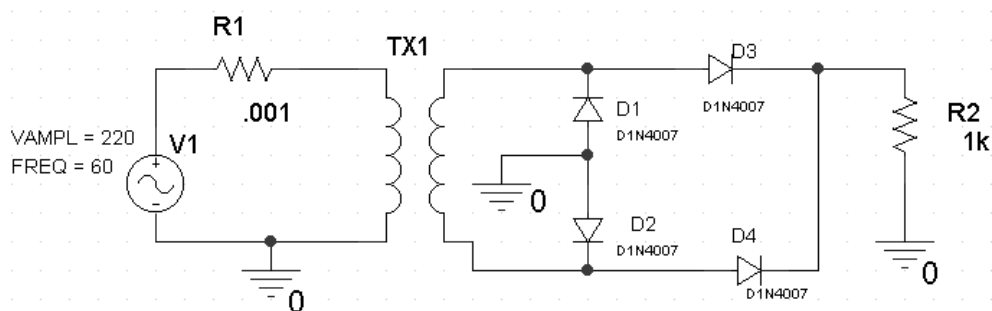 R1
.001
VAMPL = 220
FREQ = 60
V1
0
TX1
D1
D1N4007
0
D2
D1N4007
D3
D1N4007
D4
D1N4007
R2
1k
0